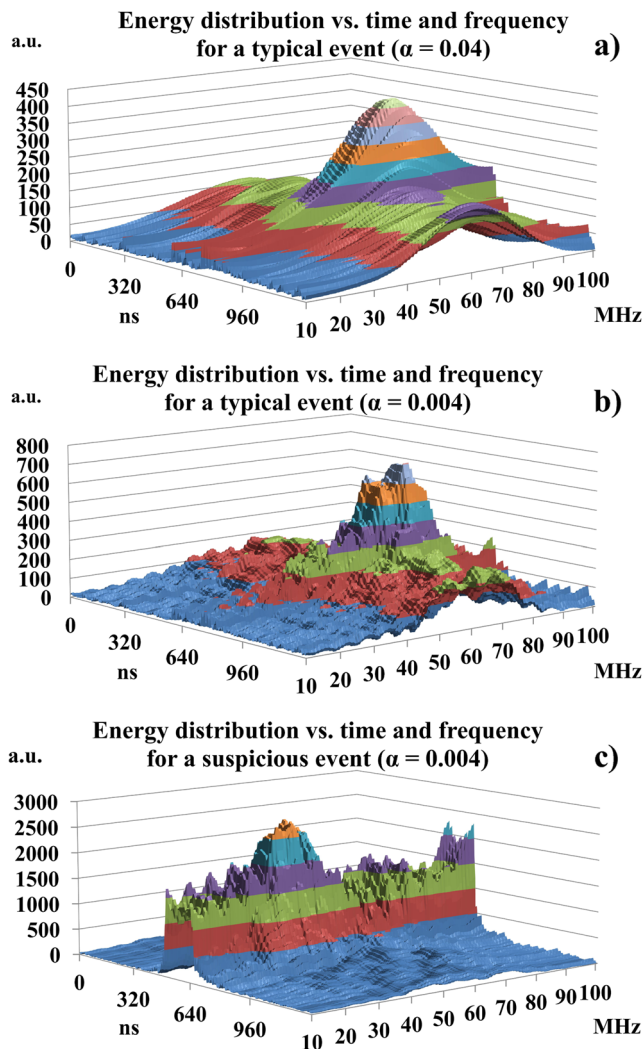 Energy distribution vs. time and frequency
for a typical event (α = 0.04)
a)
a.u.
450
400
350
300
250
200
150
100
50
0
0
320
640
960
ns
10 20 30 40 50 60 70 80 90 100
MHz
Energy distribution vs. time and frequency
for a typical event (α = 0.004)
b)
a.u.
800
700
600
500
400
300
200
100
0
0
320
640
960
ns
10 20 30 40 50 60 70 80 90 100
MHz
Energy distribution vs. time and frequency
for a suspicious event (α = 0.004)
c)
a.u.
3000
2500
2000
1500
1000
500
0
0
320
640
960
ns
10 20 30 40 50 60 70 80 90 100
MHz